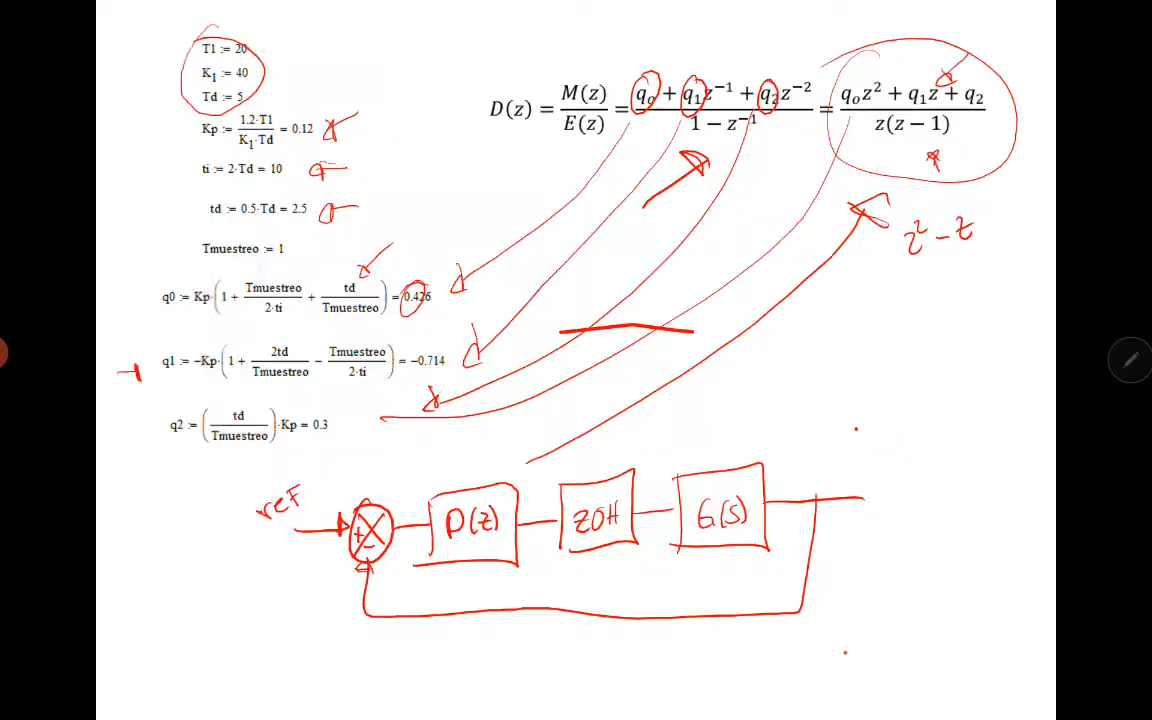 T1 := 20
K₁ := 40
Td := 5
Kp := 1.2·T1 / K₁·Td = 0.12
ti := 2·Td = 10
td := 0.5·Td = 2.5
Tmuestreo := 1
q0 := Kp·(1 + Tmuestreo / 2·ti + td / Tmuestreo) = 0.426
q1 := −Kp·(1 + 2td / Tmuestreo − Tmuestreo / 2·ti) = −0.714
q2 := (td / Tmuestreo)·Kp = 0.3
D(z) = M(z) / E(z) = q₀ + q₁z⁻¹ + q₂z⁻² / 1 − z⁻¹ = q₀z² + q₁z + q₂ / z(z − 1)
z² − z
ref
+
−
D(z)
ZOH
G(S)